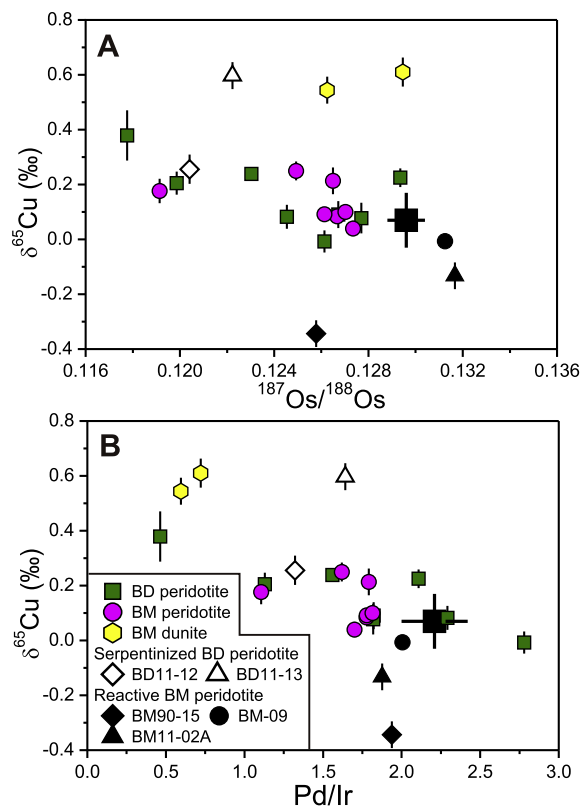 A
0.8
0.6
0.4
0.2
0.0
-0.2
-0.4
δ65Cu (‰)
0.116 0.120 0.124 0.128 0.132 0.136
187Os/188Os
B
0.8
0.6
0.4
0.2
0.0
-0.2
-0.4
δ65Cu (‰)
BD peridotite
BM peridotite
BM dunite
Serpentinized BD peridotite
BD11-12 BD11-13
Reactive BM peridotite
BM90-15 BM-09
BM11-02A
0.0 0.5 1.0 1.5 2.0 2.5 3.0
Pd/Ir